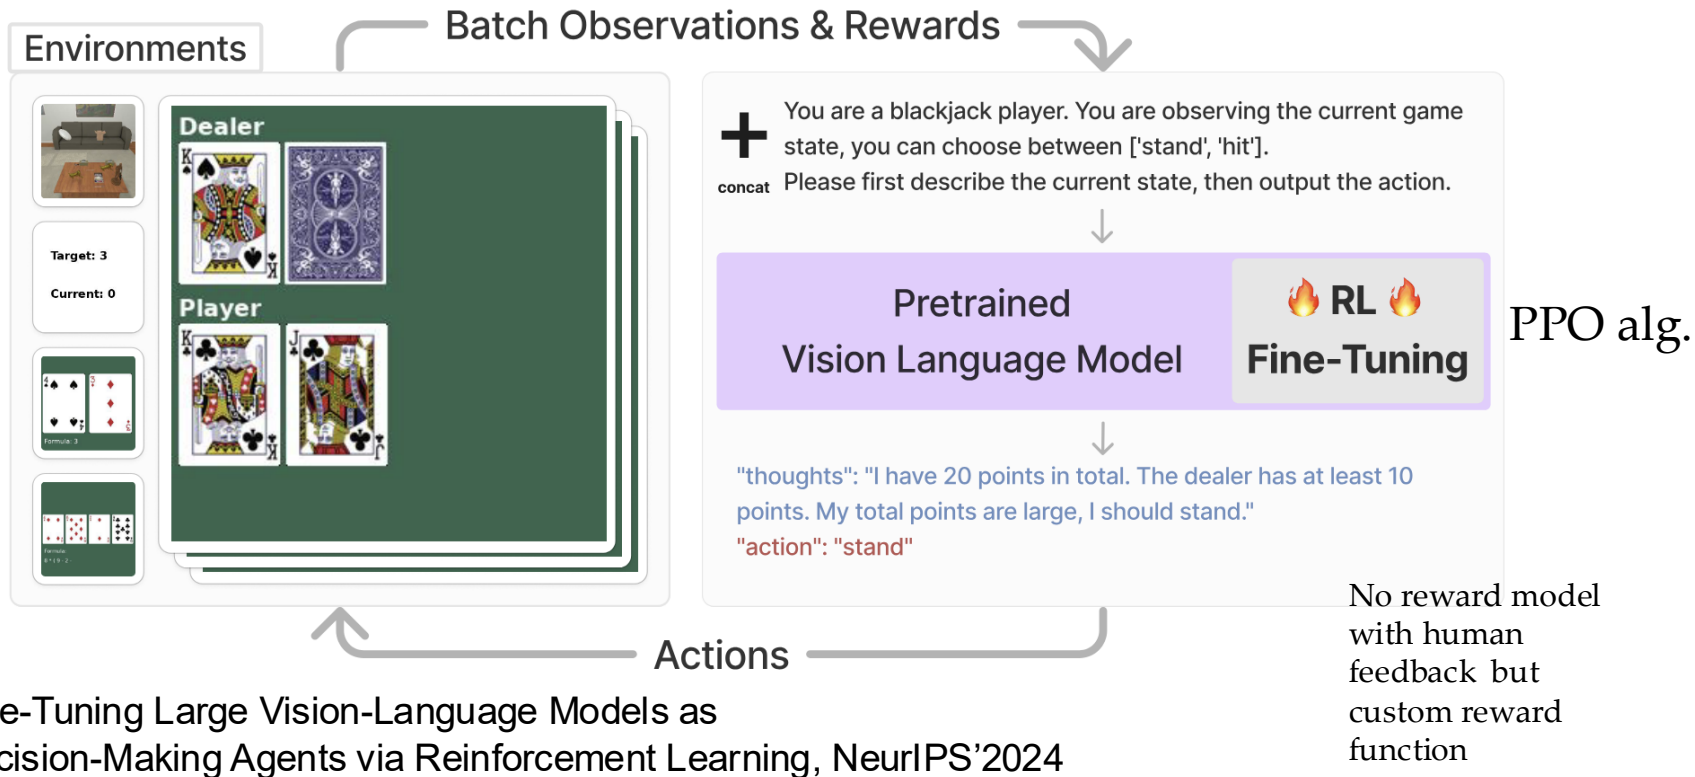 Batch Observations & Rewards
Environments
Target: 3
Current: 0
Formula: 3
Formula:
Dealer
K
K
Player
K
K
J
J
+
concat
You are a blackjack player. You are observing the current game
state, you can choose between ['stand', 'hit'].
Please first describe the current state, then output the action.
Pretrained
Vision Language Model
RL
Fine-Tuning
PPO alg.
"thoughts": "I have 20 points in total. The dealer has at least 10
points. My total points are large, I should stand."
"action": "stand"
Actions
No reward model
with human
feedback but
custom reward
function
e-Tuning Large Vision-Language Models as
cision-Making Agents via Reinforcement Learning, NeurIPS'2024